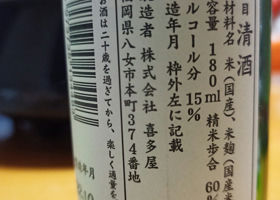 目 清酒
材料名 米(国産)、米麹(国産米
容量 180ml 精米歩合 60%
ルコール分 15%
造年月 枠外左に記載
造者 株式会社 喜多屋
岡県八女市本町374番地
お酒は二十歳を過ぎてから、楽しく適量を
年月